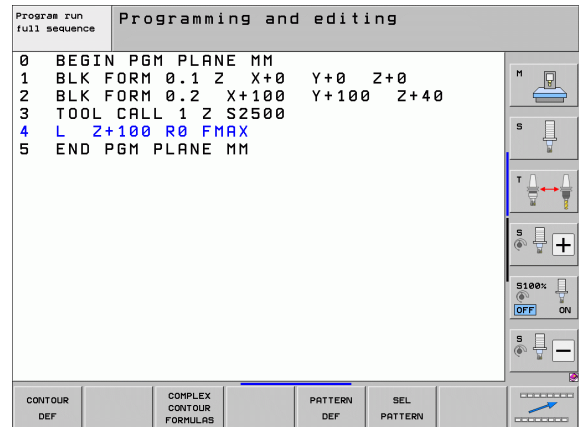 Program run
full sequence
Programming and editing
0 BEGIN PGM PLANE MM
1 BLK FORM 0.1 Z X+0 Y+0 Z+0
2 BLK FORM 0.2 X+100 Y+100 Z+40
3 TOOL CALL 1 Z S2500
4 L Z+100 R0 FMAX
5 END PGM PLANE MM
M
S
T
S
+
S100%
OFF ON
S
−
CONTOUR
DEF
COMPLEX
CONTOUR
FORMULAS
PATTERN
DEF
SEL
PATTERN